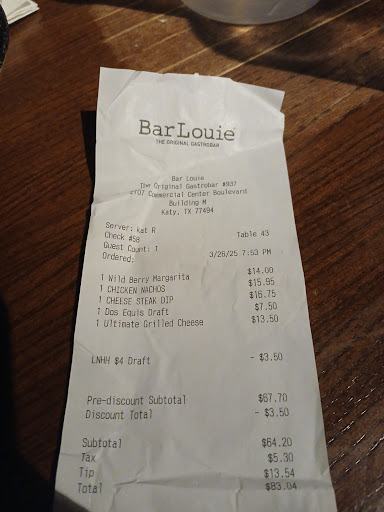 BarLouie
THE ORIGINAL GASTROBAR
Bar Louie
The Original Gastrobar #937
2707 Commercial Center Boulevard
Building M
Katy, TX 77494
Server: kat R
Check #58 Table 43
Guest Count: 1
Ordered: 3/26/25 7:53 PM
1 Wild Berry Margarita $14.00
1 CHICKEN NACHOS $15.95
1 CHEESE STEAK DIP $16.75
1 Dos Equis Draft $7.50
1 Ultimate Grilled Cheese $13.50
LNHH $4 Draft - $3.50
Pre-discount Subtotal $67.70
Discount Total - $3.50
Subtotal $64.20
Tax $5.30
Tip $13.54
Total $83.04